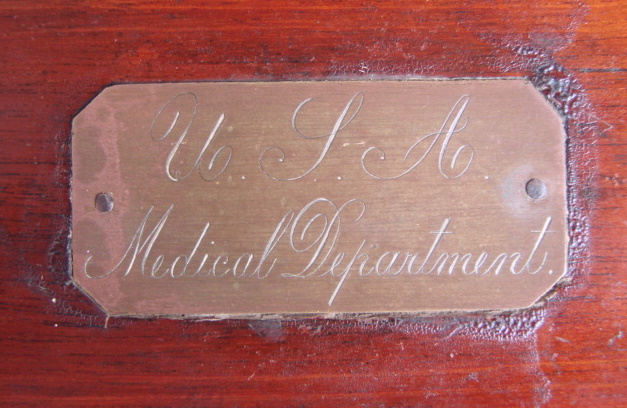 U. S. A.
Medical Department.